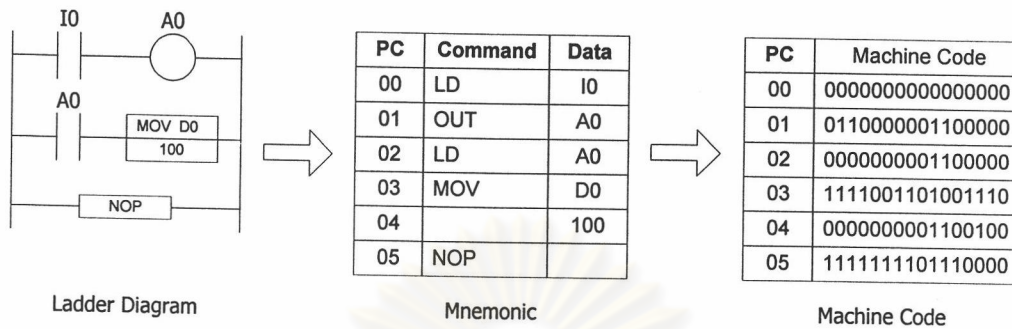 I0 A0
A0
MOV D0
100
NOP
Ladder Diagram
PC Command Data
00 LD I0
01 OUT A0
02 LD A0
03 MOV D0
04 100
05 NOP
Mnemonic
PC Machine Code
00 0000000000000000
01 0110000001100000
02 0000000001100000
03 1111001101001110
04 0000000001100100
05 1111111101110000
Machine Code